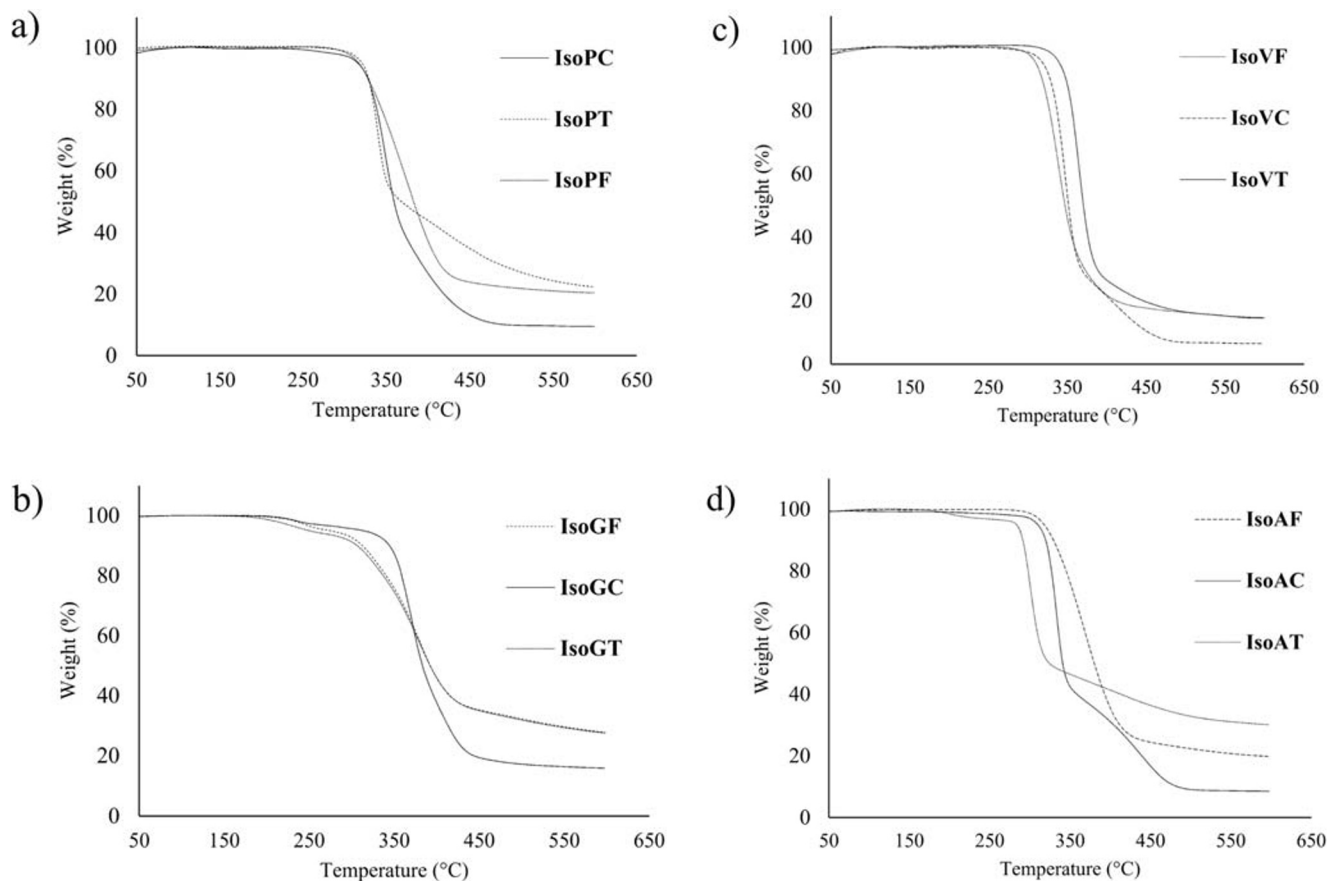 a)
Weight (%)
100
80
60
40
20
0
50 150 250 350 450 550 650
Temperature (°C)
IsoPC
IsoPT
IsoPF
c)
Weight (%)
100
80
60
40
20
0
50 150 250 350 450 550 650
Temperature (°C)
IsoVF
IsoVC
IsoVT
b)
Weight (%)
100
80
60
40
20
0
50 150 250 350 450 550 650
Temperature (°C)
IsoGF
IsoGC
IsoGT
d)
Weight (%)
100
80
60
40
20
0
50 150 250 350 450 550 650
Temperature (°C)
IsoAF
IsoAC
IsoAT